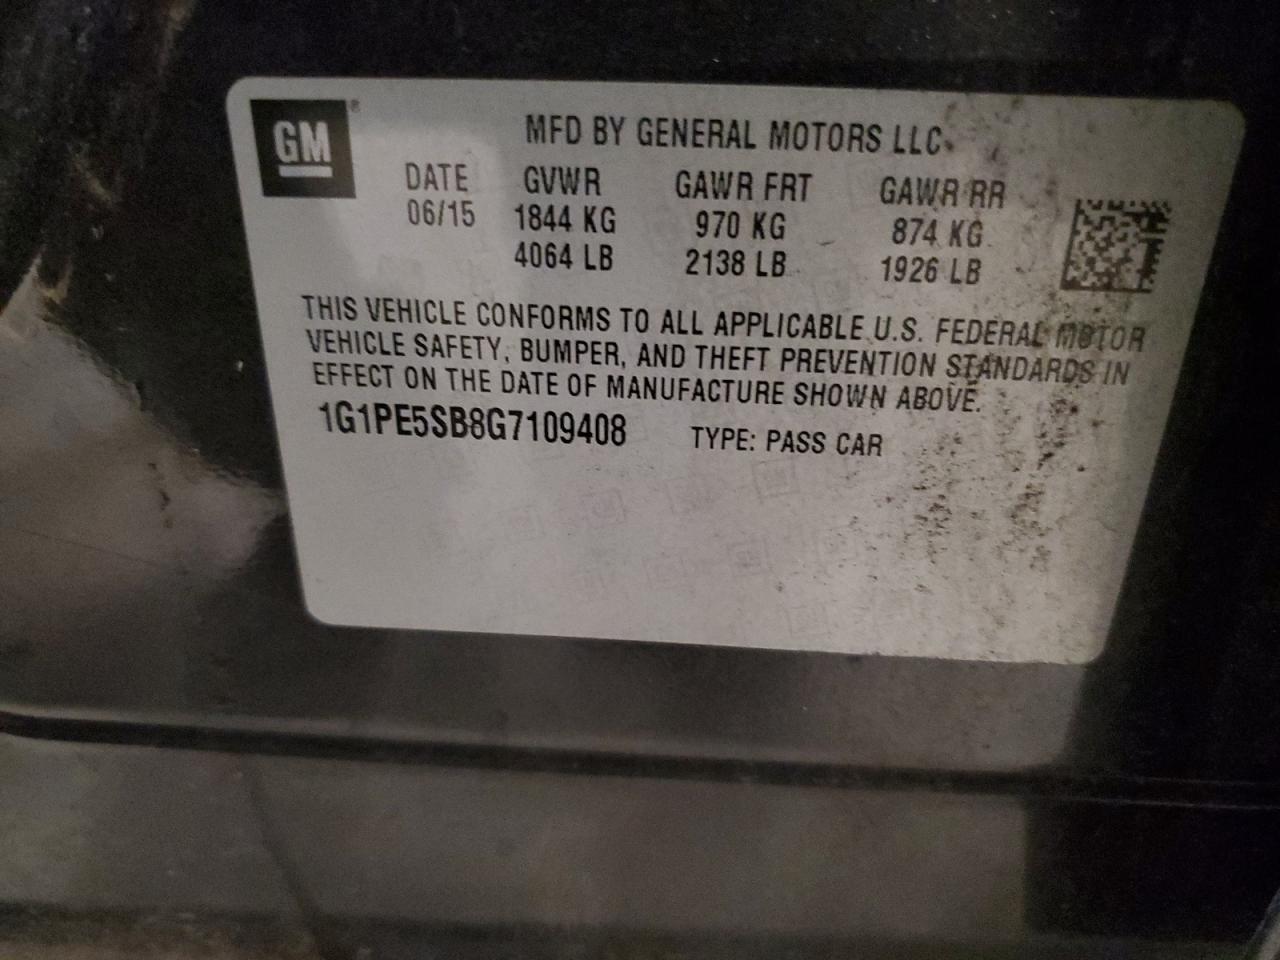 GM ®
MFD BY GENERAL MOTORS LLC
DATE GVWR GAWR FRT GAWR RR
06/15 1844 KG 970 KG 874 KG
4064 LB 2138 LB 1926 LB
THIS VEHICLE CONFORMS TO ALL APPLICABLE U.S. FEDERAL MOTOR
VEHICLE SAFETY, BUMPER, AND THEFT PREVENTION STANDARDS IN
EFFECT ON THE DATE OF MANUFACTURE SHOWN ABOVE.
1G1PE5SB8G7109408 TYPE: PASS CAR